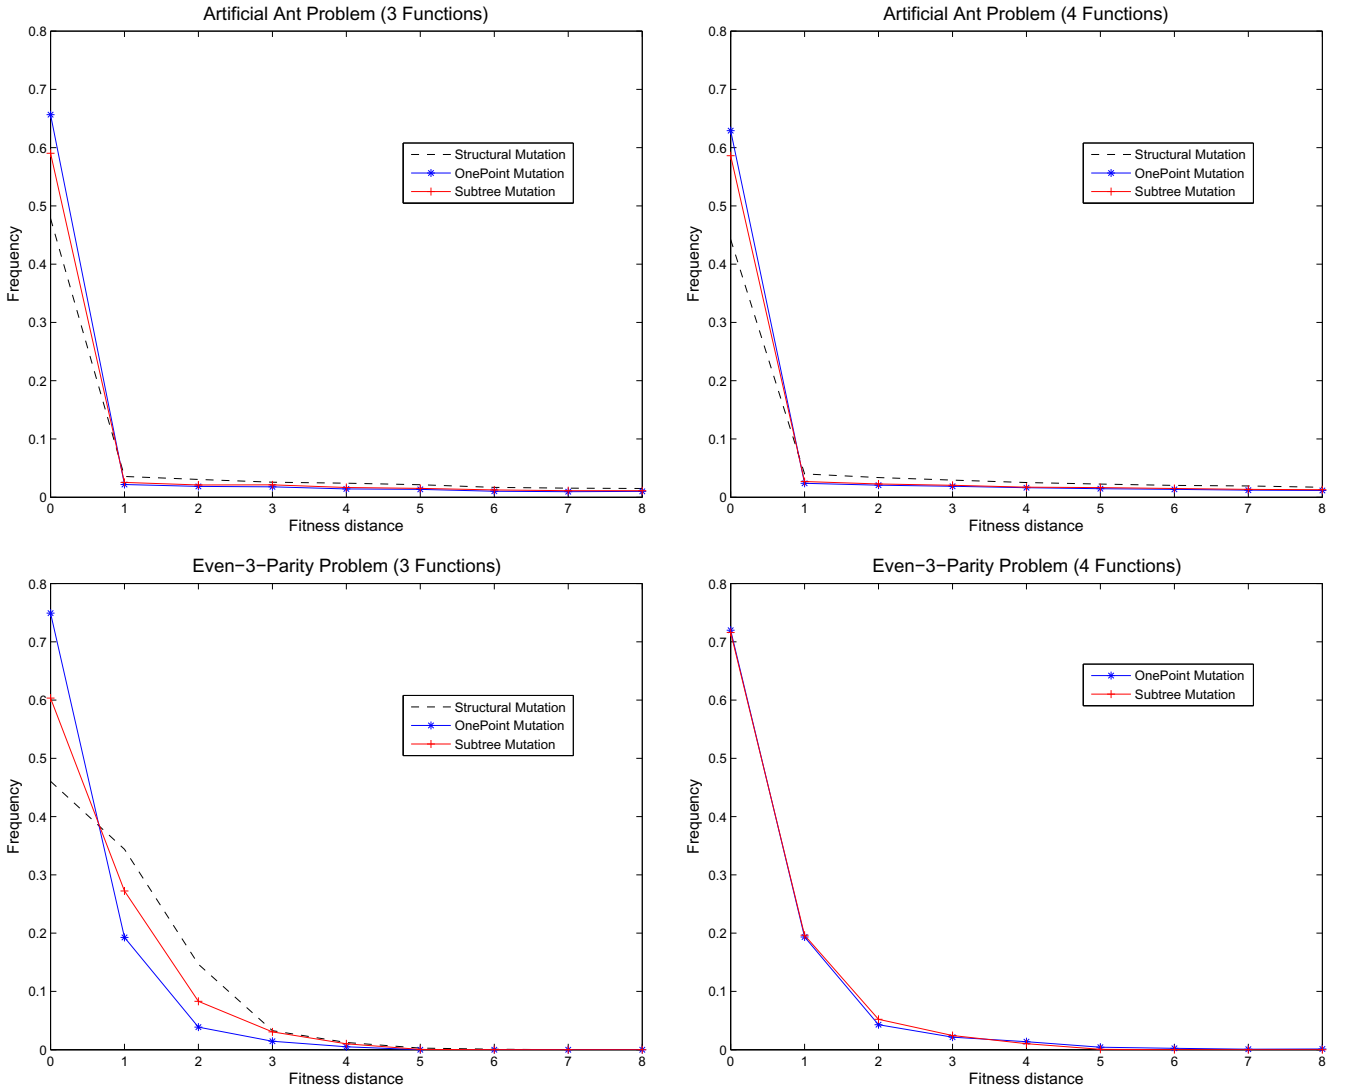 Artificial Ant Problem (3 Functions)
0.8
0.7
0.6
0.5
0.4
0.3
0.2
0.1
0
Frequency
Structural Mutation
OnePoint Mutation
Subtree Mutation
0 1 2 3 4 5 6 7 8
Fitness distance
Artificial Ant Problem (4 Functions)
0.8
0.7
0.6
0.5
0.4
0.3
0.2
0.1
0
Frequency
Structural Mutation
OnePoint Mutation
Subtree Mutation
0 1 2 3 4 5 6 7 8
Fitness distance
Even−3−Parity Problem (3 Functions)
0.8
0.7
0.6
0.5
0.4
0.3
0.2
0.1
0
Frequency
Structural Mutation
OnePoint Mutation
Subtree Mutation
0 1 2 3 4 5 6 7 8
Fitness distance
Even−3−Parity Problem (4 Functions)
0.8
0.7
0.6
0.5
0.4
0.3
0.2
0.1
0
Frequency
OnePoint Mutation
Subtree Mutation
0 1 2 3 4 5 6 7 8
Fitness distance